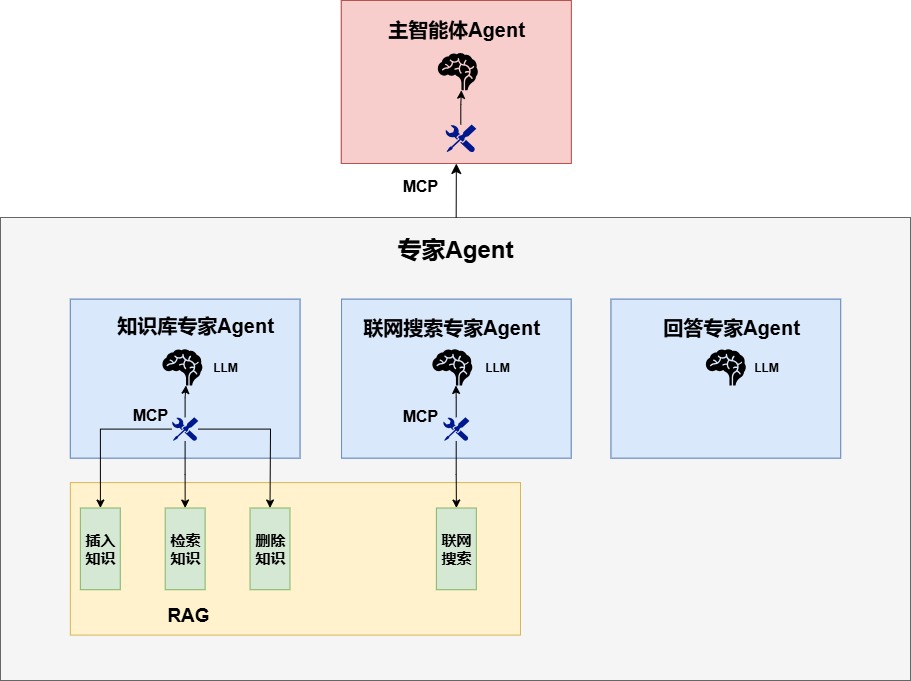 主智能体Agent
MCP
专家Agent
知识库专家Agent
LLM
MCP
联网搜索专家Agent
LLM
MCP
回答专家Agent
LLM
插入
知识
检索
知识
删除
知识
联网
搜索
RAG